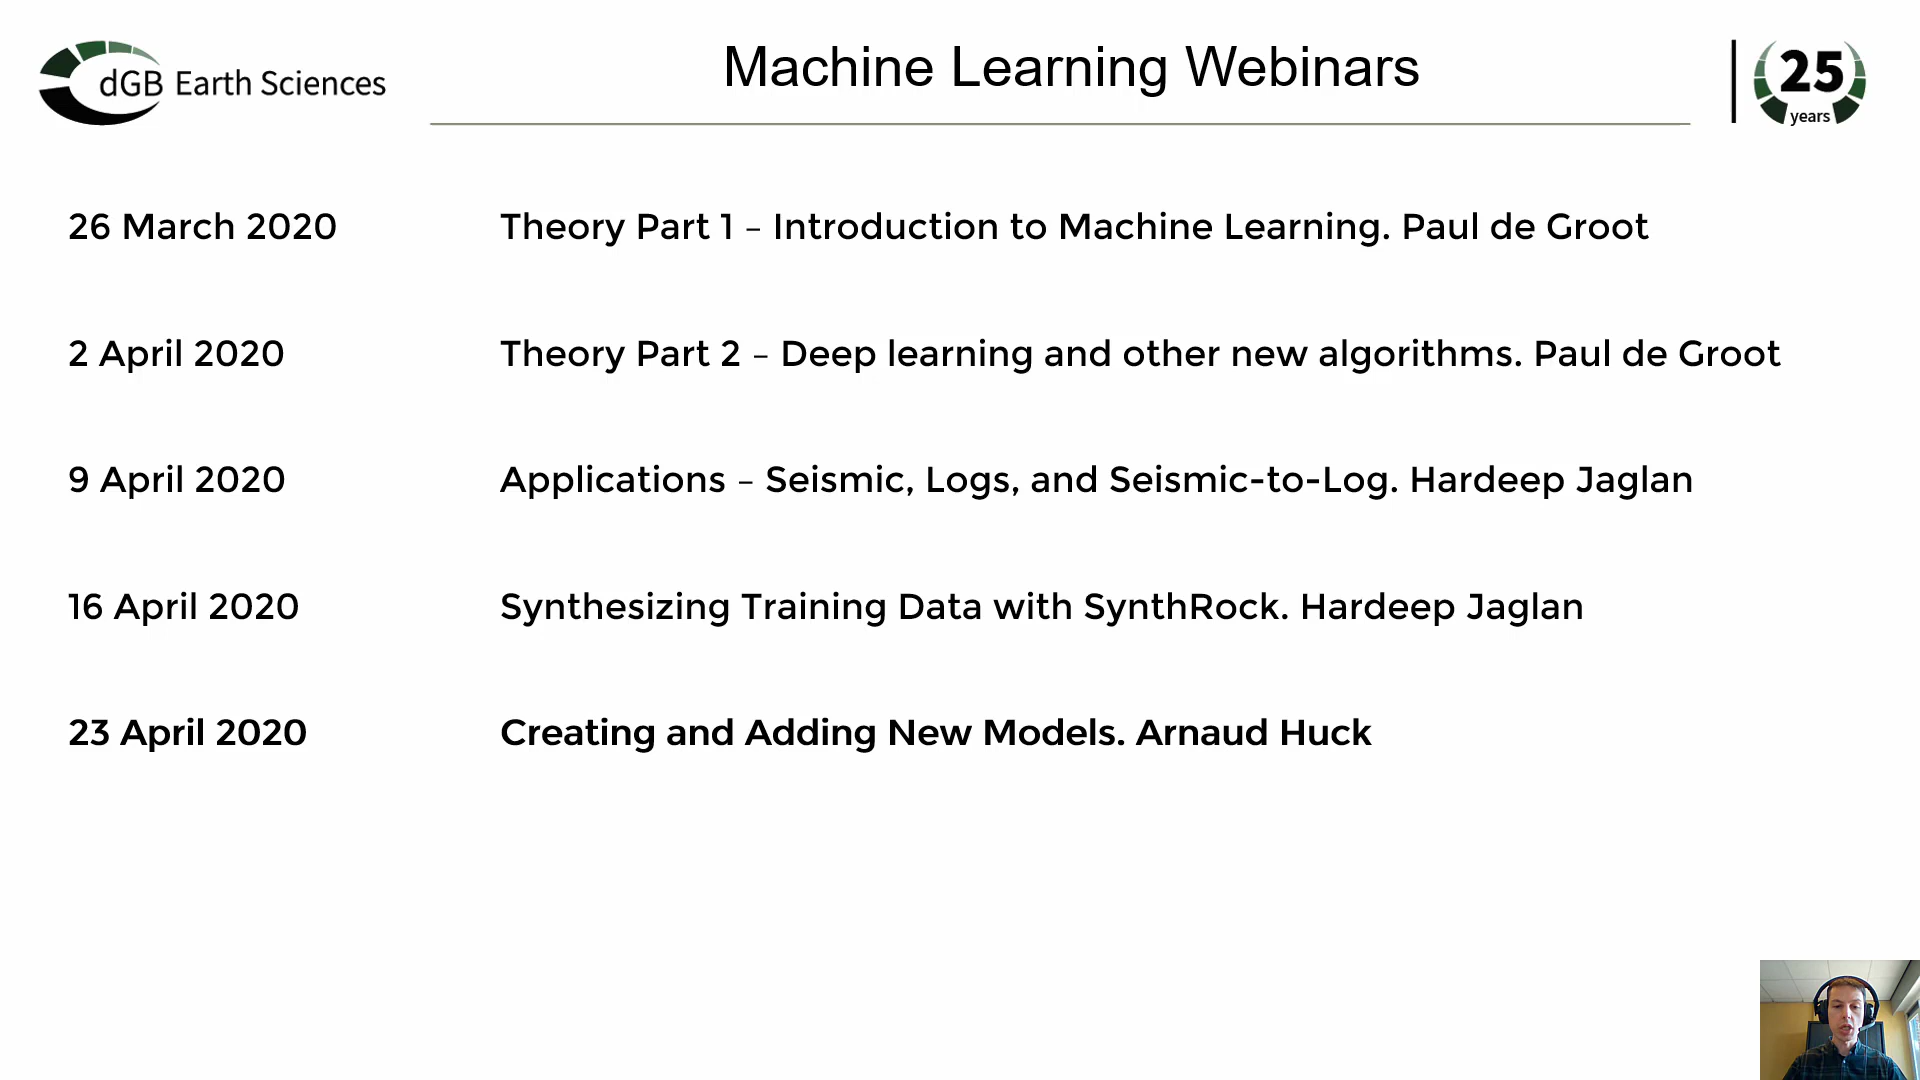 dGB Earth Sciences
Machine Learning Webinars
25
years
26 March 2020 Theory Part 1 – Introduction to Machine Learning. Paul de Groot
2 April 2020 Theory Part 2 – Deep learning and other new algorithms. Paul de Groot
9 April 2020 Applications – Seismic, Logs, and Seismic-to-Log. Hardeep Jaglan
16 April 2020 Synthesizing Training Data with SynthRock. Hardeep Jaglan
23 April 2020 Creating and Adding New Models. Arnaud Huck